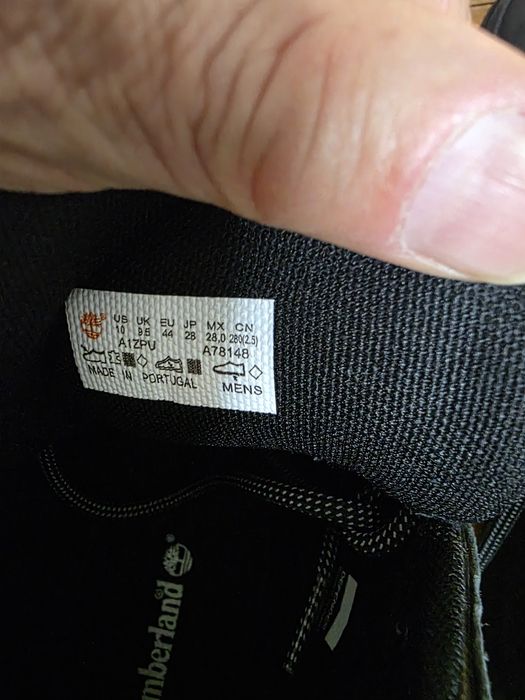 US UK EU JP MX CN
10 9.5 44 28 28,0 280(2.5)
A1ZPU A78148
MADE IN PORTUGAL MENS
mberland